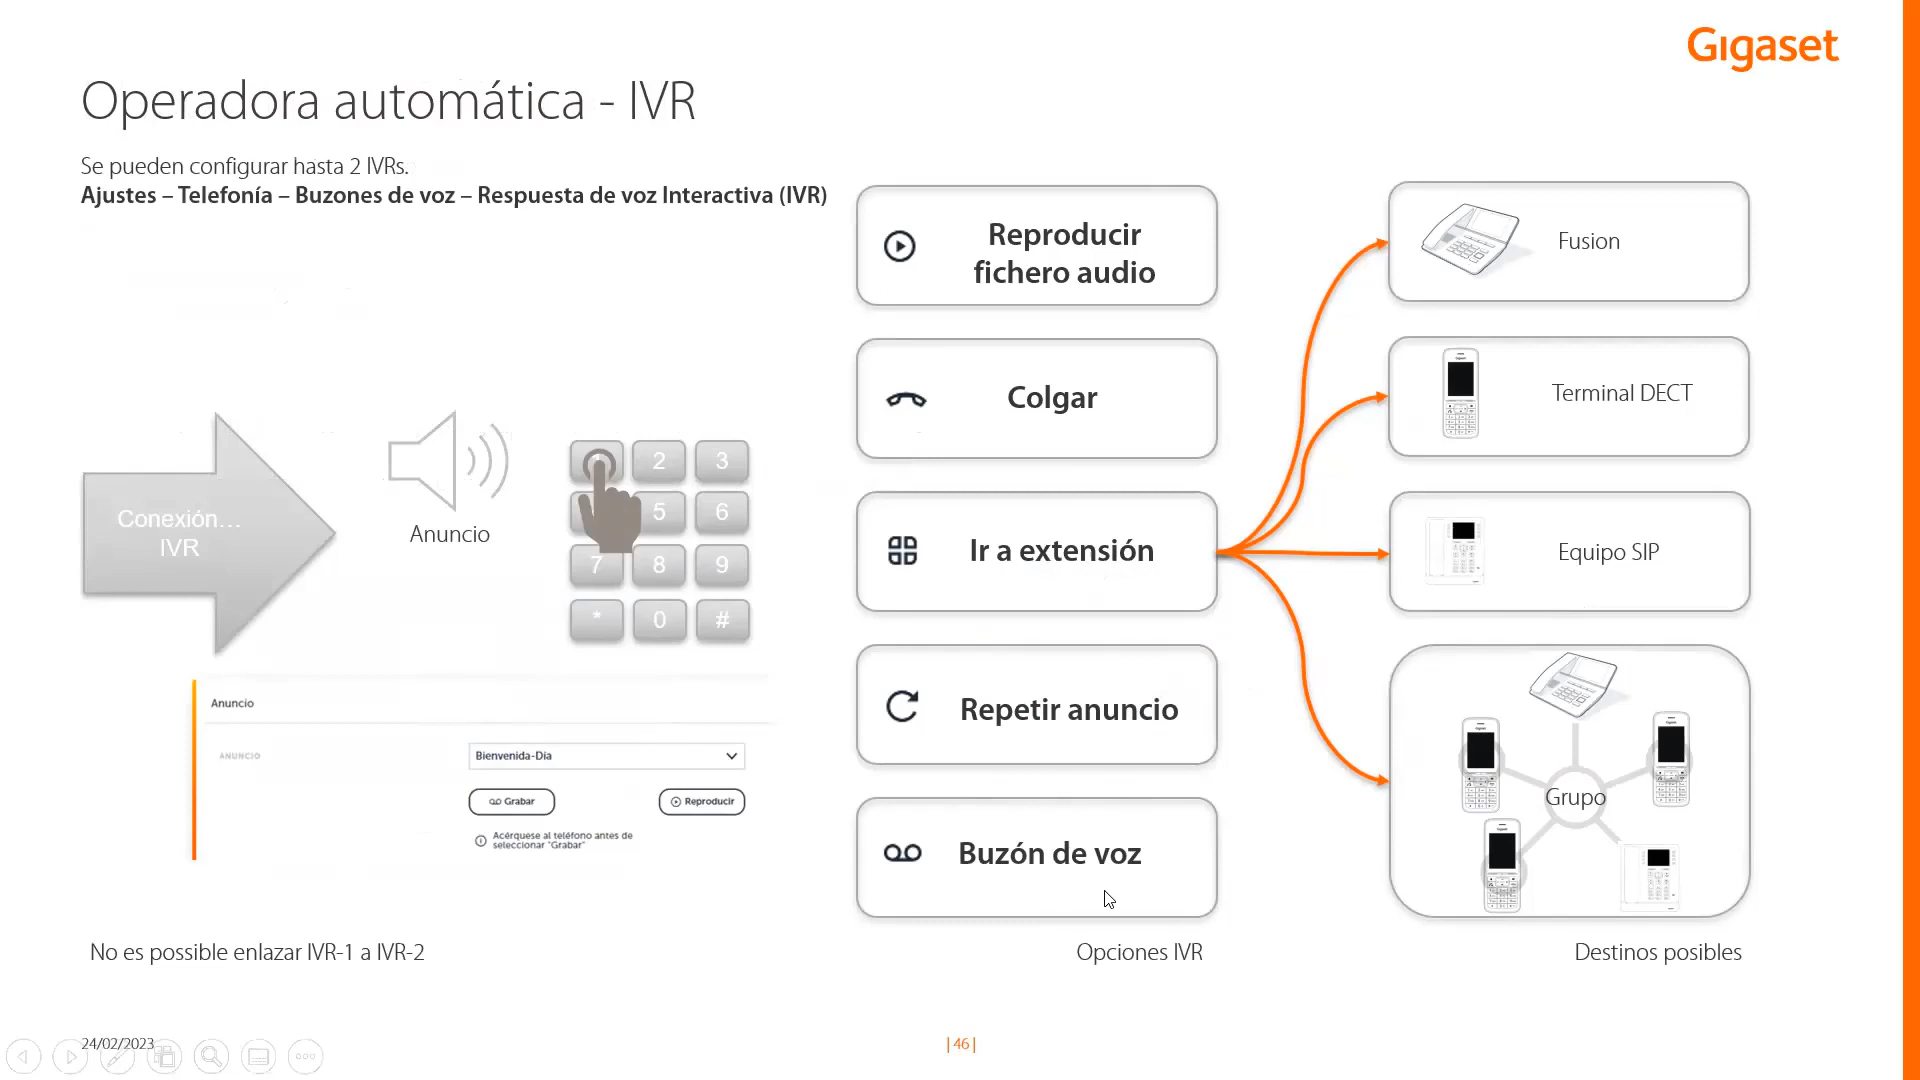 Gigaset
Operadora automática - IVR
Se pueden configurar hasta 2 IVRs.
Ajustes – Telefonía – Buzones de voz – Respuesta de voz Interactiva (IVR)
Conexión…
IVR
Anuncio
2 3
5 6
7 8 9
* 0 #
Anuncio
ANUNCIO
Bienvenida-Dia
Grabar
Reproducir
Acérquese al teléfono antes de
seleccionar "Grabar"
No es posible enlazar IVR-1 a IVR-2
Reproducir
fichero audio
Colgar
Ir a extensión
Repetir anuncio
Buzón de voz
Opciones IVR
Fusion
Terminal DECT
Equipo SIP
Grupo
Destinos posibles
24/02/2023
| 46 |